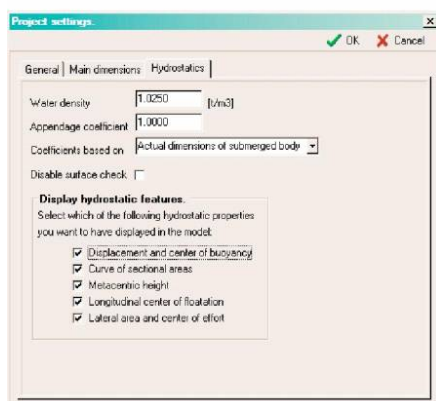 Project settings.
OK Cancel
General Main dimensions Hydrostatics
Water density 1.0250 [t/m3]
Appendage coefficient 1.0000
Coefficients based on Actual dimensions of submerged body
Disable surface check
Display hydrostatic features.
Select which of the following hydrostatic properties
you want to have displayed in the model:
Displacement and center of buoyancy
Curve of sectional areas
Metacentric height
Longitudinal center of floatation
Lateral area and center of effort